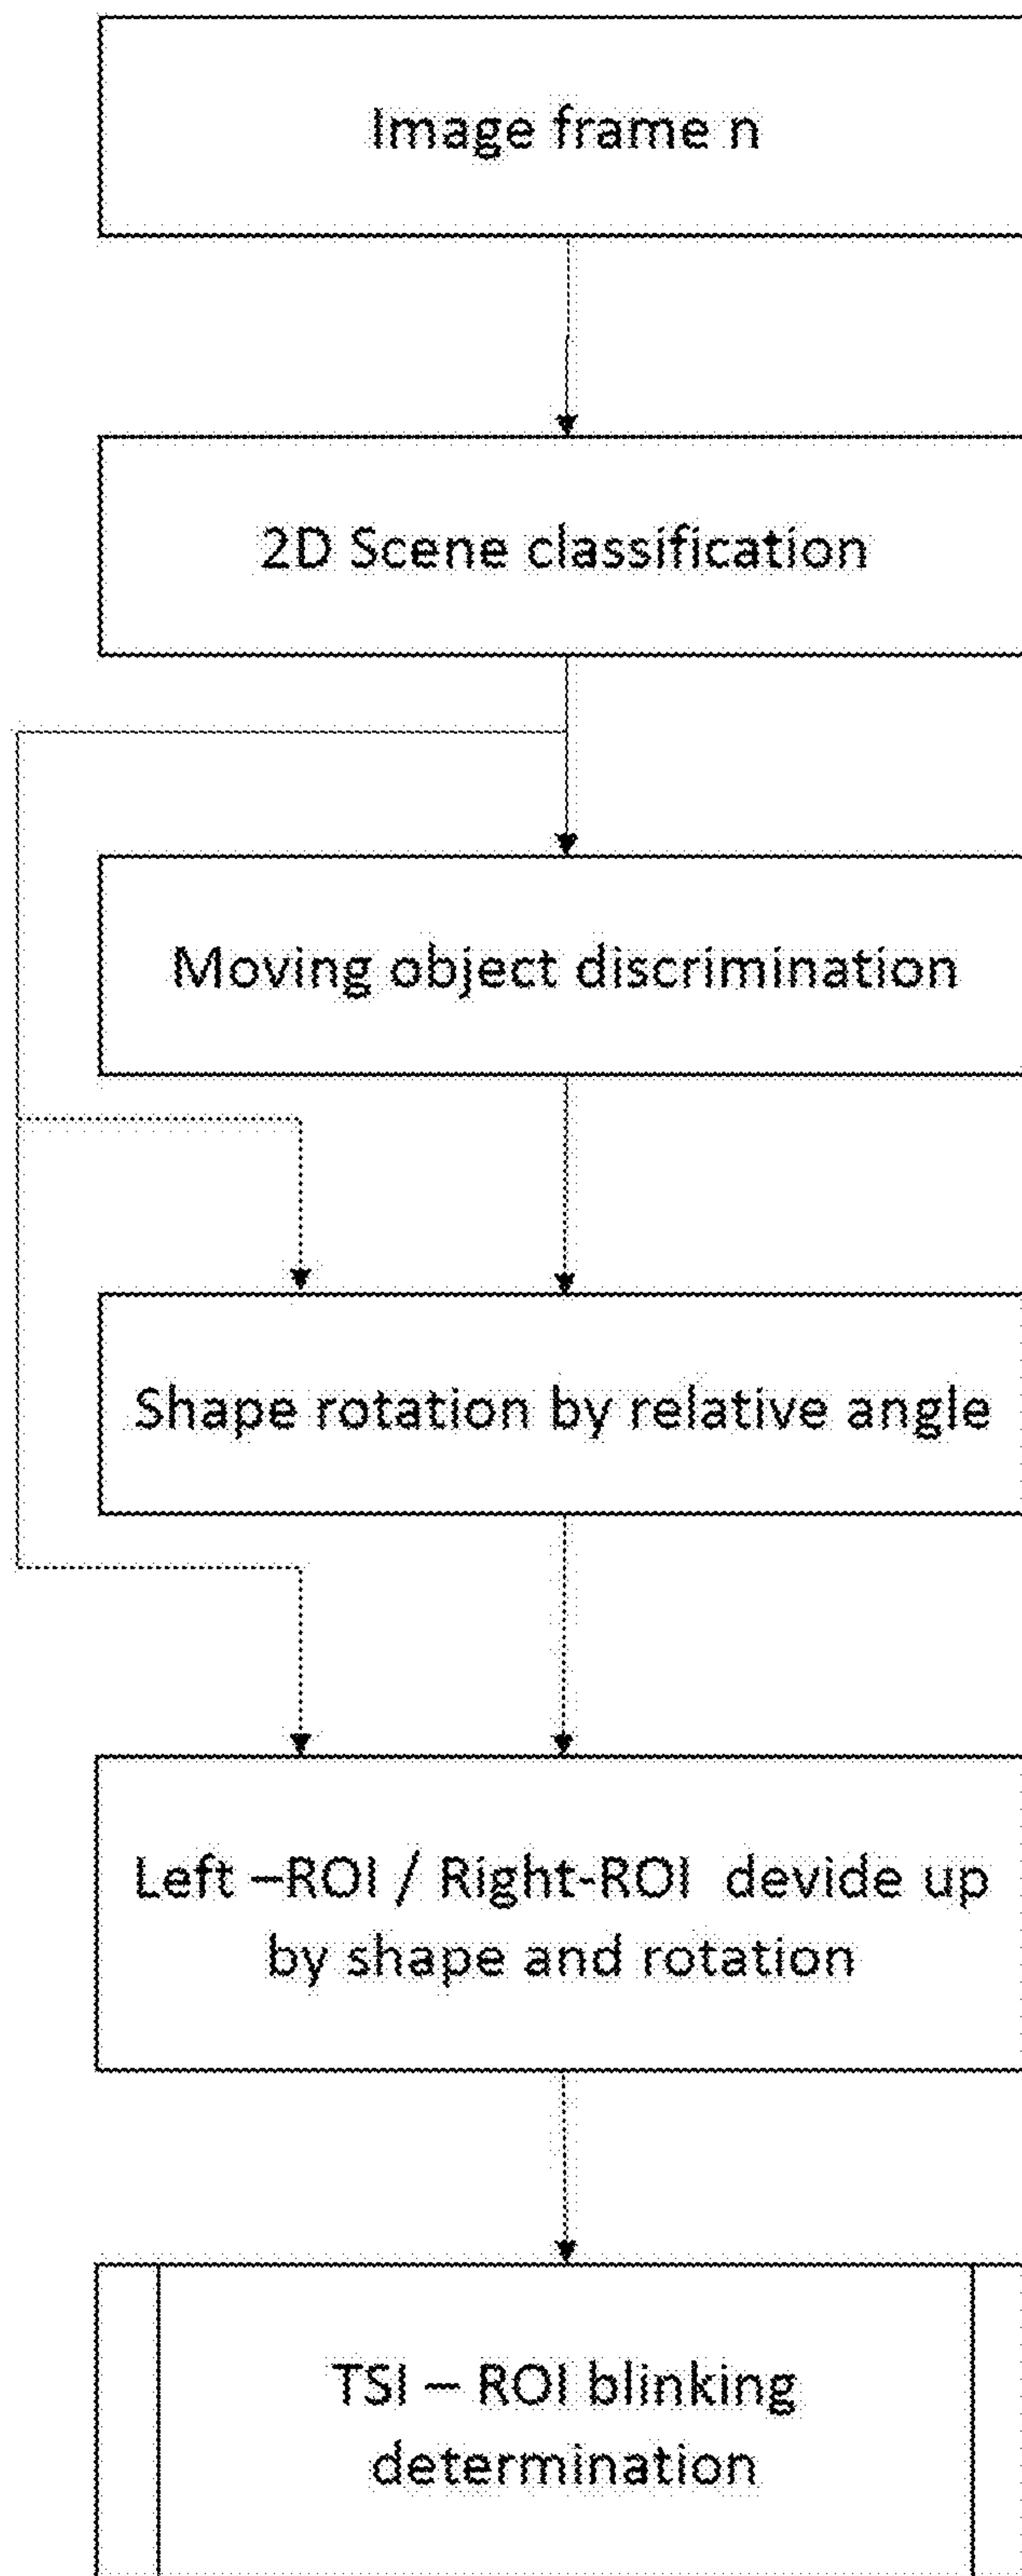 Image frame n
2D Scene classification
Moving object discrimination
Shape rotation by relative angle
Left –ROI / Right-ROI devide up
by shape and rotation
TSI – ROI blinking
determination